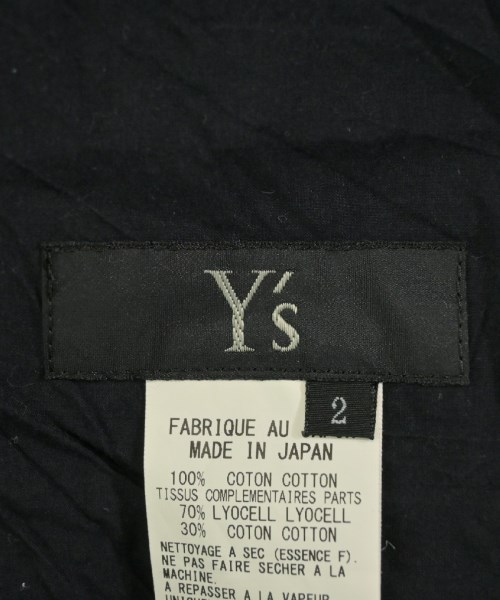 Y's
2
FABRIQUE AU
MADE IN JAPAN
100% COTON COTTON
TISSUS COMPLEMENTAIRES PARTS
70% LYOCELL LYOCELL
30% COTON COTTON
NETTOYAGE A SEC (ESSENCE F).
NE PAS FAIRE SECHER A LA
MACHINE.
A REPASSER A LA VAPEUR